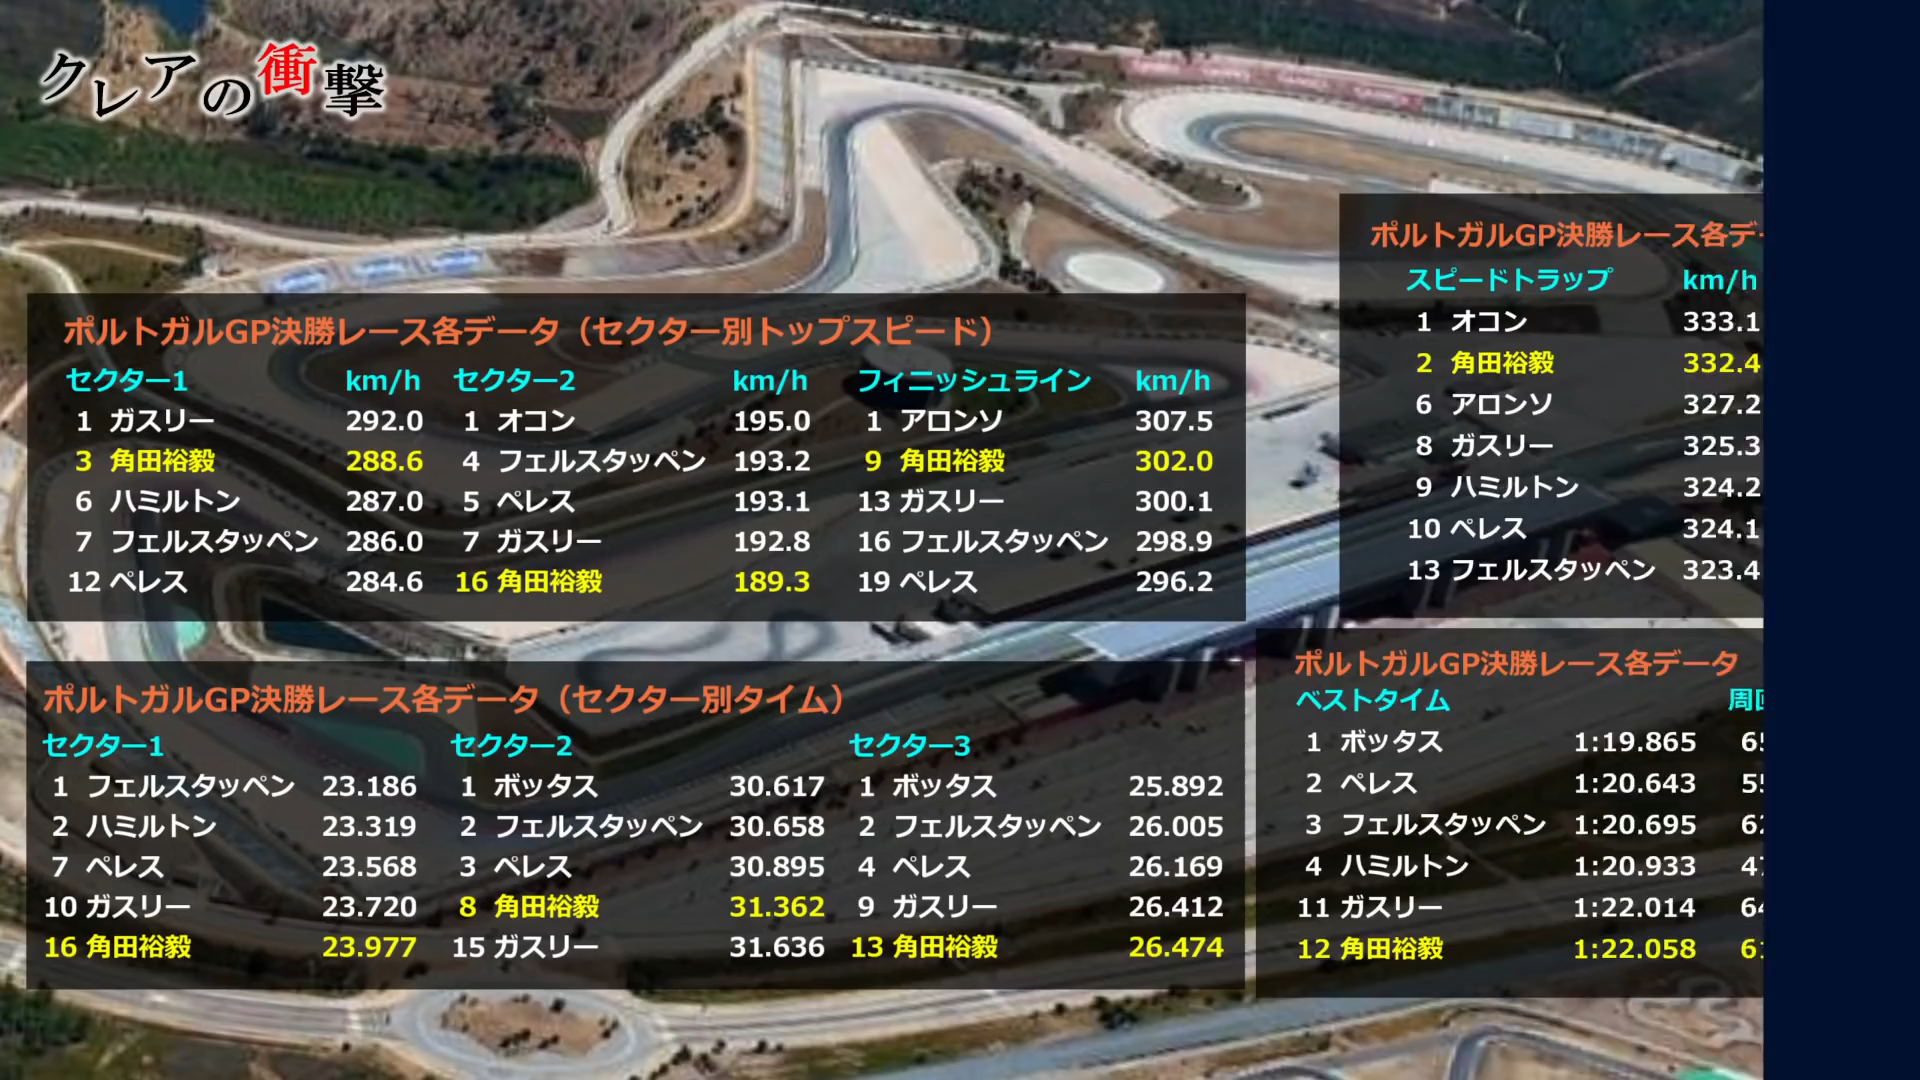 クレアの衝撃
ポルトガルGP決勝レース各データ（セクター別トップスピード）
セクター1 km/h セクター2 km/h フィニッシュライン km/h
1 ガスリー 292.0 1 オコン 195.0 1 アロンソ 307.5
3 角田裕毅 288.6 4 フェルスタッペン 193.2 9 角田裕毅 302.0
6 ハミルトン 287.0 5 ペレス 193.1 13 ガスリー 300.1
7 フェルスタッペン 286.0 7 ガスリー 192.8 16 フェルスタッペン 298.9
12 ペレス 284.6 16 角田裕毅 189.3 19 ペレス 296.2
ポルトガルGP決勝レース各デー
スピードトラップ km/h
1 オコン 333.1
2 角田裕毅 332.4
6 アロンソ 327.2
8 ガスリー 325.3
9 ハミルトン 324.2
10 ペレス 324.1
13 フェルスタッペン 323.4
ポルトガルGP決勝レース各データ（セクター別タイム）
セクター1 セクター2 セクター3
1 フェルスタッペン 23.186 1 ボッタス 30.617 1 ボッタス 25.892
2 ハミルトン 23.319 2 フェルスタッペン 30.658 2 フェルスタッペン 26.005
7 ペレス 23.568 3 ペレス 30.895 4 ペレス 26.169
10 ガスリー 23.720 8 角田裕毅 31.362 9 ガスリー 26.412
16 角田裕毅 23.977 15 ガスリー 31.636 13 角田裕毅 26.474
ポルトガルGP決勝レース各データ
ベストタイム 周
1 ボッタス 1:19.865
2 ペレス 1:20.643
3 フェルスタッペン 1:20.695
4 ハミルトン 1:20.933
11 ガスリー 1:22.014
12 角田裕毅 1:22.058